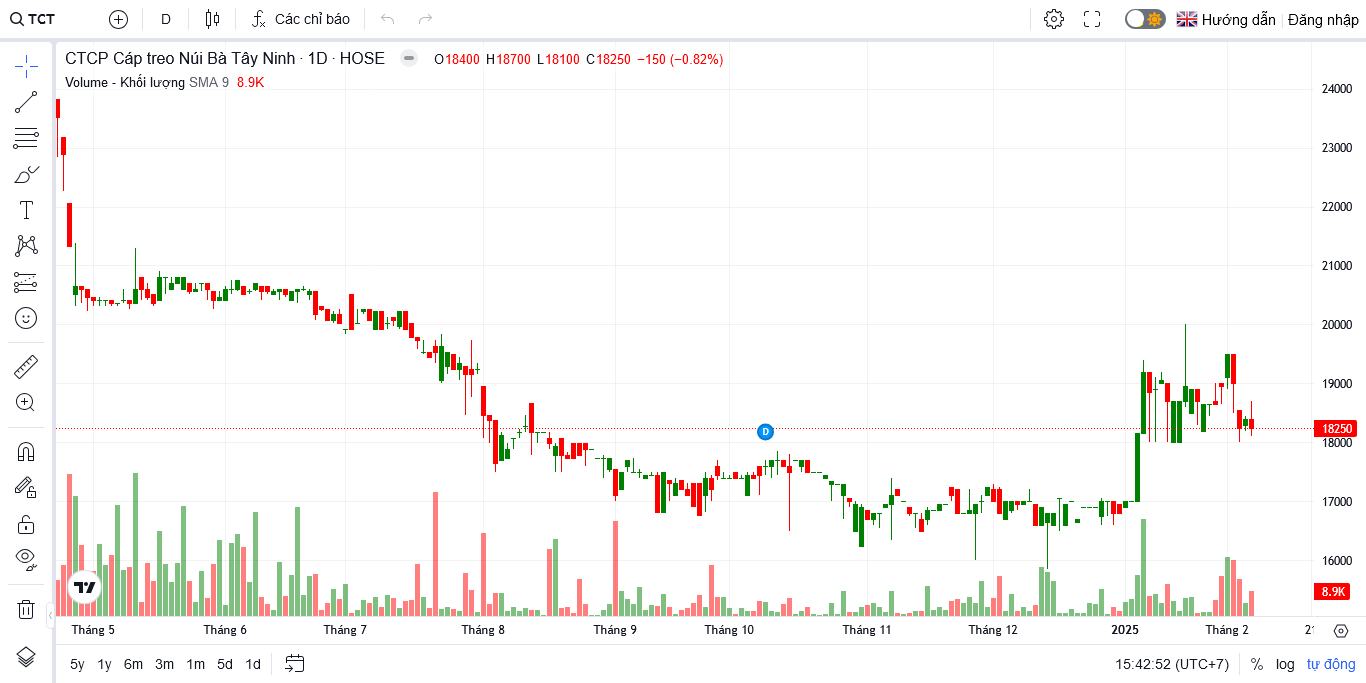 TCT D Các chỉ báo Hướng dẫn Đăng nhập
CTCP Cáp treo Núi Bà Tây Ninh · 1D · HOSE O18400 H18700 L18100 C18250 −150 (−0.82%)
Volume - Khối lượng SMA 9 8.9K
24000
23000
22000
21000
20000
19000
18250
18000
17000
16000
8.9K
D
Tháng 5 Tháng 6 Tháng 7 Tháng 8 Tháng 9 Tháng 10 Tháng 11 Tháng 12 2025 Tháng 2
5y 1y 6m 3m 1m 5d 1d 15:42:52 (UTC+7) % log tự động